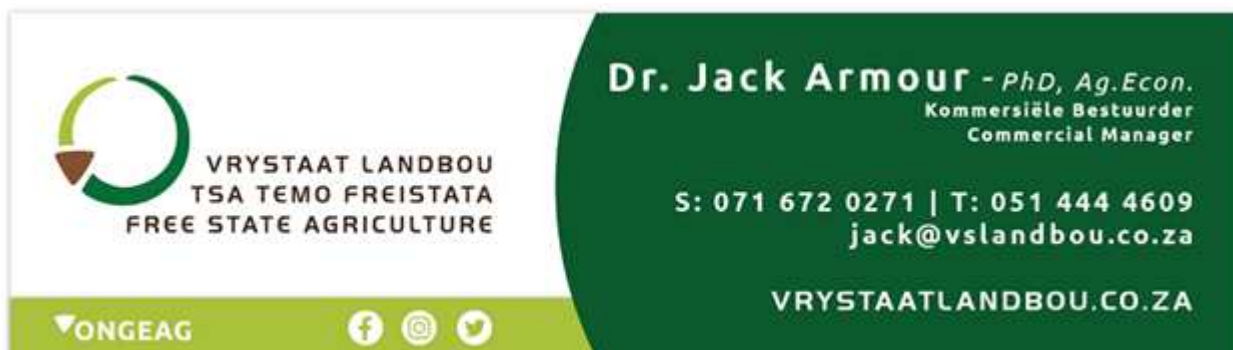 VRYSTAAT LANDBOU
TSA TEMO FREISTATA
FREE STATE AGRICULTURE
ONGEAG
Dr. Jack Armour - PhD, Ag.Econ.
Kommersiële Bestuurder
Commercial Manager
S: 071 672 0271 | T: 051 444 4609
jack@vslandbou.co.za
VRYSTAATLANDBOU.CO.ZA